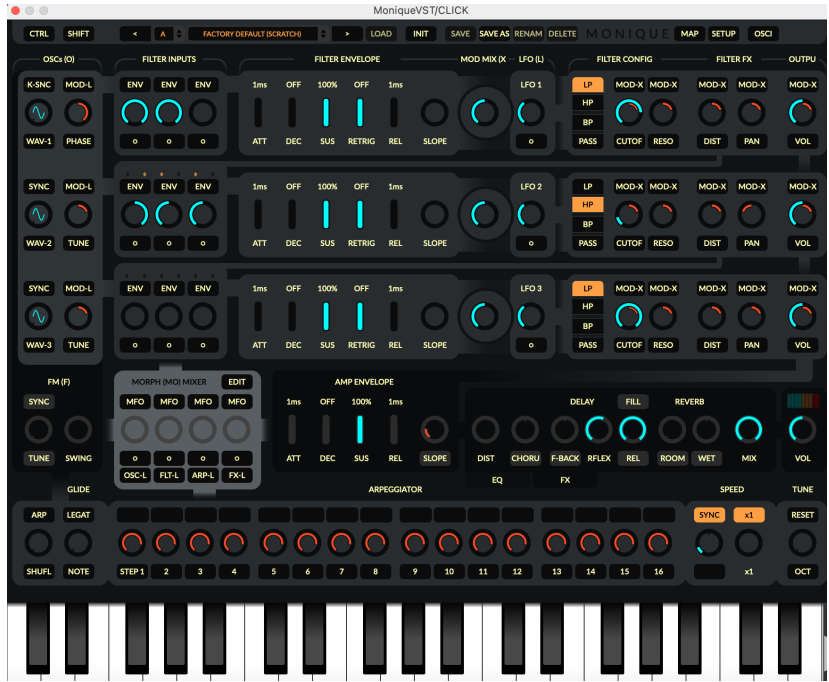 MoniqueVST/CLICK
CTRL SHIFT < A FACTORY DEFAULT (SCRATCH) > LOAD INIT SAVE SAVE AS RENAM DELETE MONIQUE MAP SETUP OSCI
OSCs (O) FILTER INPUTS FILTER ENVELOPE MOD MIX (X LFO (L) FILTER CONFIG FILTER FX OUTPU
K-SNC MOD-L ENV ENV ENV 1ms OFF 100% OFF 1ms LFO 1 LP MOD-X MOD-X MOD-X MOD-X MOD-X
HP
BP
o o o o
WAV-1 PHASE ATT DEC SUS RETRIG REL SLOPE PASS CUTOF RESO DIST PAN VOL
SYNC MOD-L ENV ENV ENV 1ms OFF 100% OFF 1ms LFO 2 LP MOD-X MOD-X MOD-X MOD-X MOD-X
HP
BP
WAV-2 TUNE o o o ATT DEC SUS RETRIG REL SLOPE o PASS CUTOF RESO DIST PAN VOL
SYNC MOD-L ENV ENV ENV 1ms OFF 100% OFF 1ms LFO 3 LP MOD-X MOD-X MOD-X MOD-X MOD-X
HP
BP
WAV-3 TUNE o o o ATT DEC SUS RETRIG REL SLOPE o PASS CUTOF RESO DIST PAN VOL
FM (F) MORPH (MO) MIXER EDIT AMP ENVELOPE
SYNC MFO MFO MFO MFO 1ms OFF 100% 1ms DELAY FILL REVERB
TUNE SWING o o o o ATT DEC SUS REL SLOPE DIST CHORU F-BACK RFLEX REL ROOM WET MIX VOL
OSC-L FLT-L ARP-L FX-L EQ FX
GLIDE ARPEGGIATOR SPEED TUNE
ARP LEGAT SYNC x1 RESET
SHUFL NOTE STEP 1 2 3 4 5 6 7 8 9 10 11 12 13 14 15 16 x1 OCT